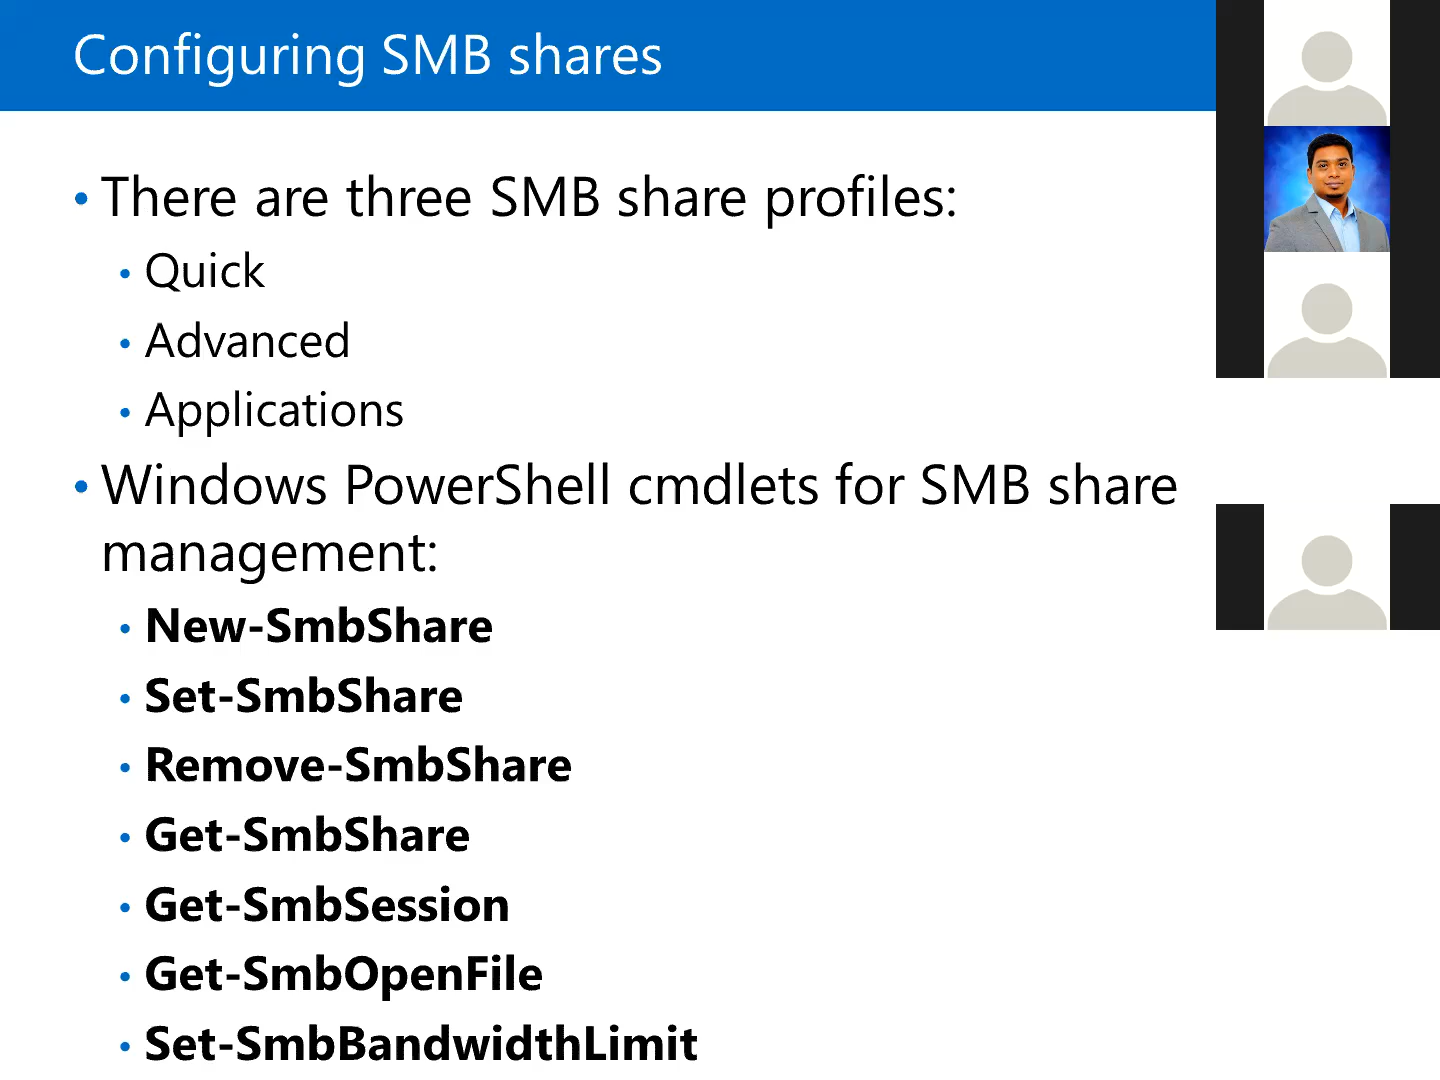 Configuring SMB shares
• There are three SMB share profiles:
• Quick
• Advanced
• Applications
• Windows PowerShell cmdlets for SMB share
management:
• New-SmbShare
• Set-SmbShare
• Remove-SmbShare
• Get-SmbShare
• Get-SmbSession
• Get-SmbOpenFile
• Set-SmbBandwidthLimit